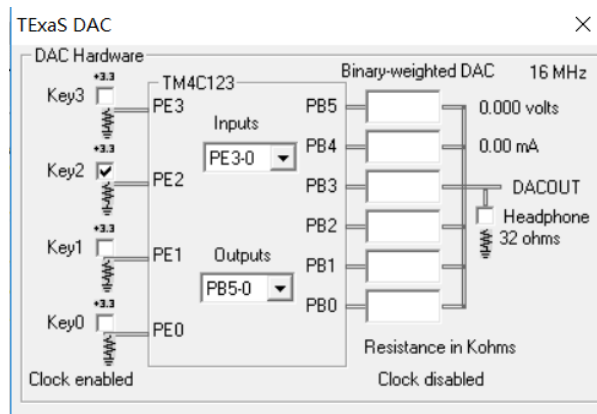 TExaS DAC
DAC Hardware
TM4C123
Binary-weighted DAC 16 MHz
+3.3
Key3 PE3 PB5 0.000 volts
Inputs
+3.3
PE3-0 PB4 0.00 mA
Key2 PE2 PB3 DACOUT
Headphone
+3.3
PB2 32 ohms
Key1 PE1 Outputs PB1
PB5-0
+3.3
PB0
Key0 PE0
Resistance in Kohms
Clock enabled Clock disabled